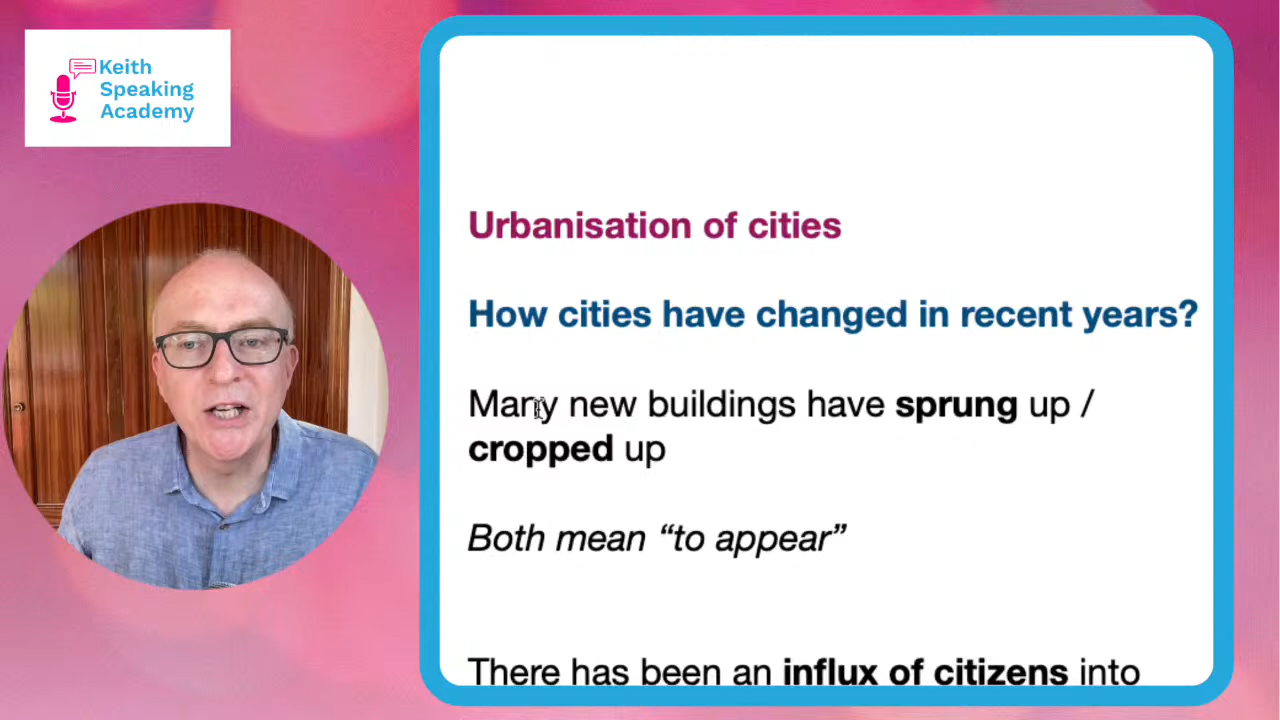 Keith
Speaking
Academy
Urbanisation of cities
How cities have changed in recent years?
Many new buildings have sprung up /
cropped up
Both mean “to appear”
There has been an influx of citizens into